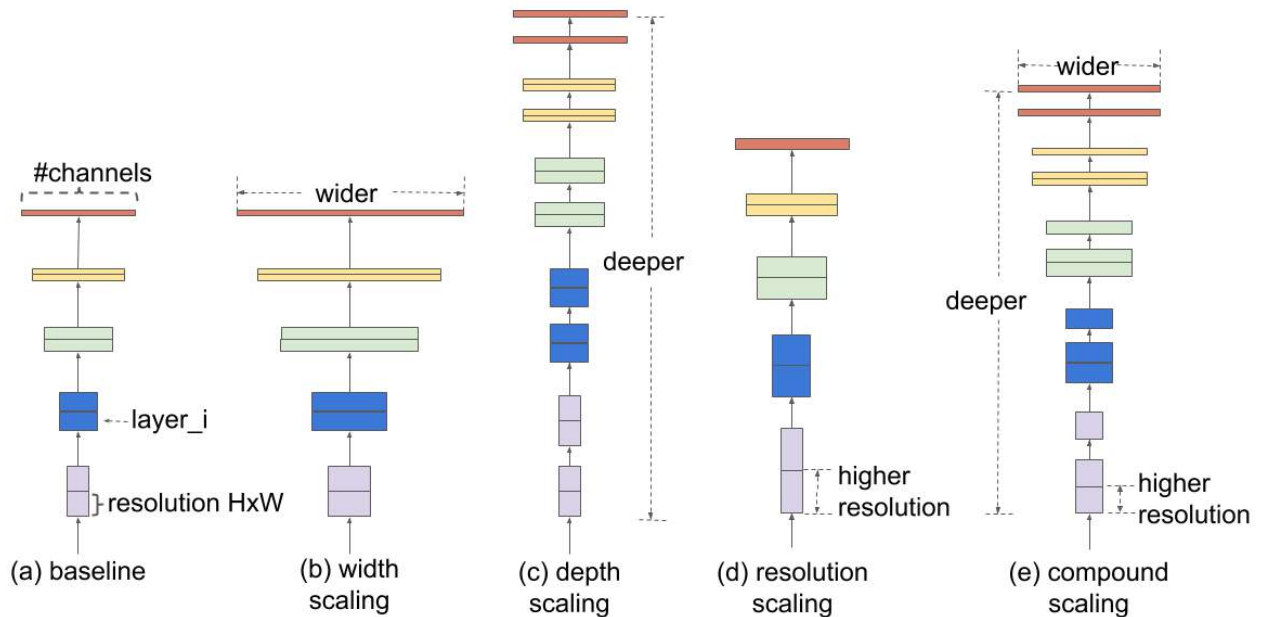 #channels
layer_i
resolution HxW
(a) baseline
wider
(b) width
scaling
deeper
(c) depth
scaling
higher
resolution
(d) resolution
scaling
wider
deeper
higher
resolution
(e) compound
scaling